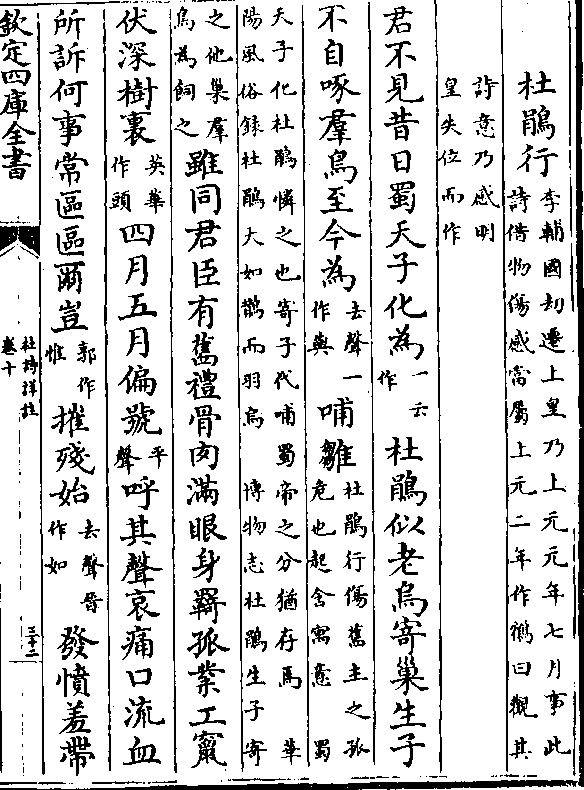 杜鵑行李輔國劫遷上皇乃上元元年七月事此詩借物傷感當屬上元二年作鶴曰觀其
詩意乃感明皇失位而作
君不見昔日蜀天子化為一云作杜鵑似老烏寄巢生子
不自啄羣烏至今為去聲一作與哺雛杜鵑行傷舊主之孤危也起含寓意 蜀
天子化杜鵑憐之也寄子代哺蜀帝之分猶存焉 華陽風俗錄杜鵑大如鵲而羽烏 博物志杜鵑生子寄
之他巢羣烏為飼之雖同君臣有舊禮骨肉滿眼身羈孤業工竄
伏深樹裏英華作頭四月五月偏號平聲呼其聲哀痛口流血
所訴何事常區區爾豈郭作惟摧殘始去聲晉作如發憤羞帶
欽定四庫全書
杜詩詳註
卷十
三十二